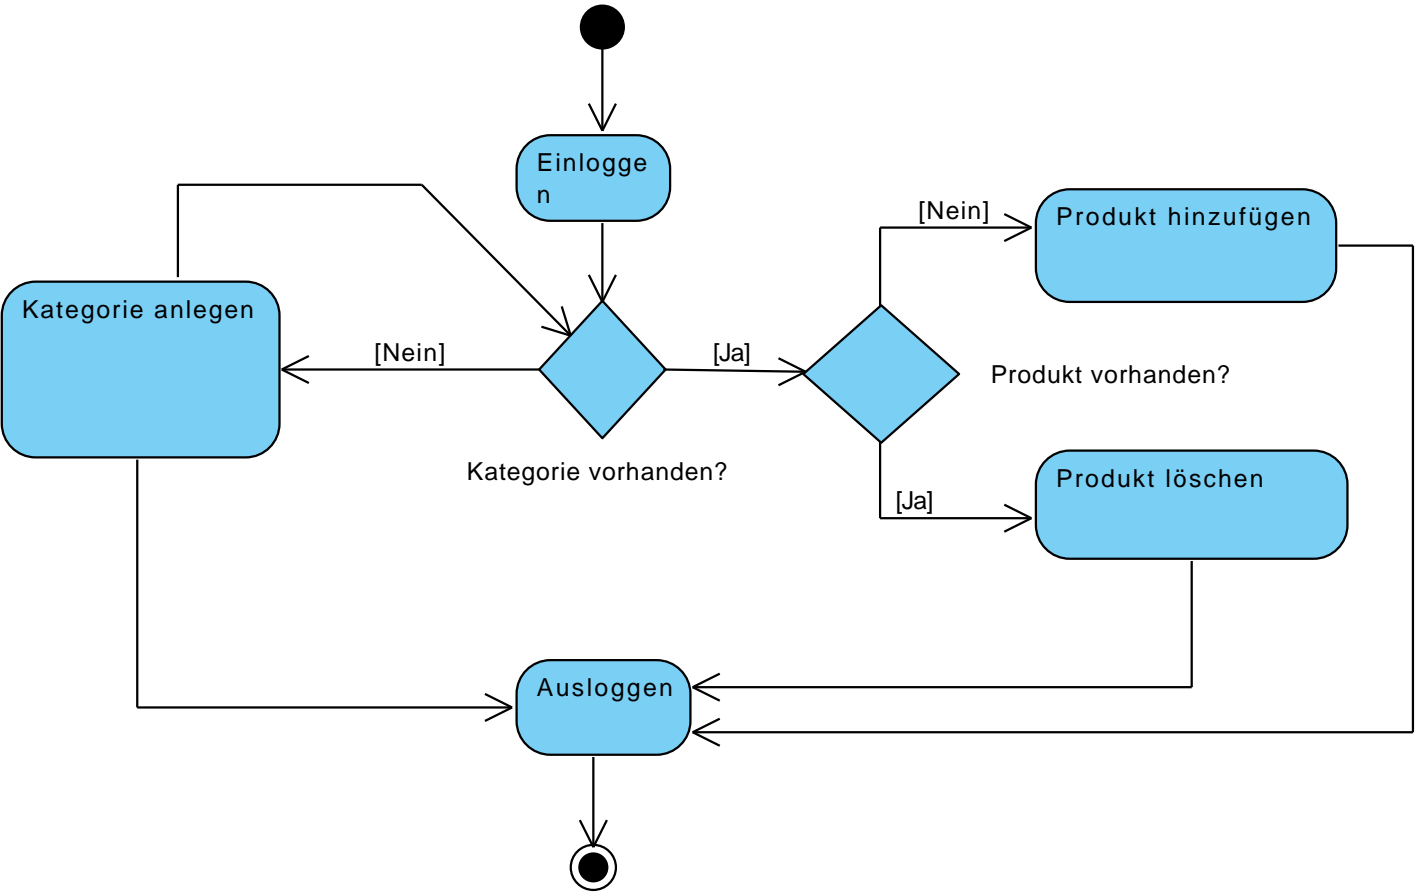 Einlogge
n
[Nein]
Produkt hinzufügen
Kategorie anlegen
[Nein]
[Ja]
Produkt vorhanden?
Kategorie vorhanden?
Produkt löschen
[Ja]
Ausloggen